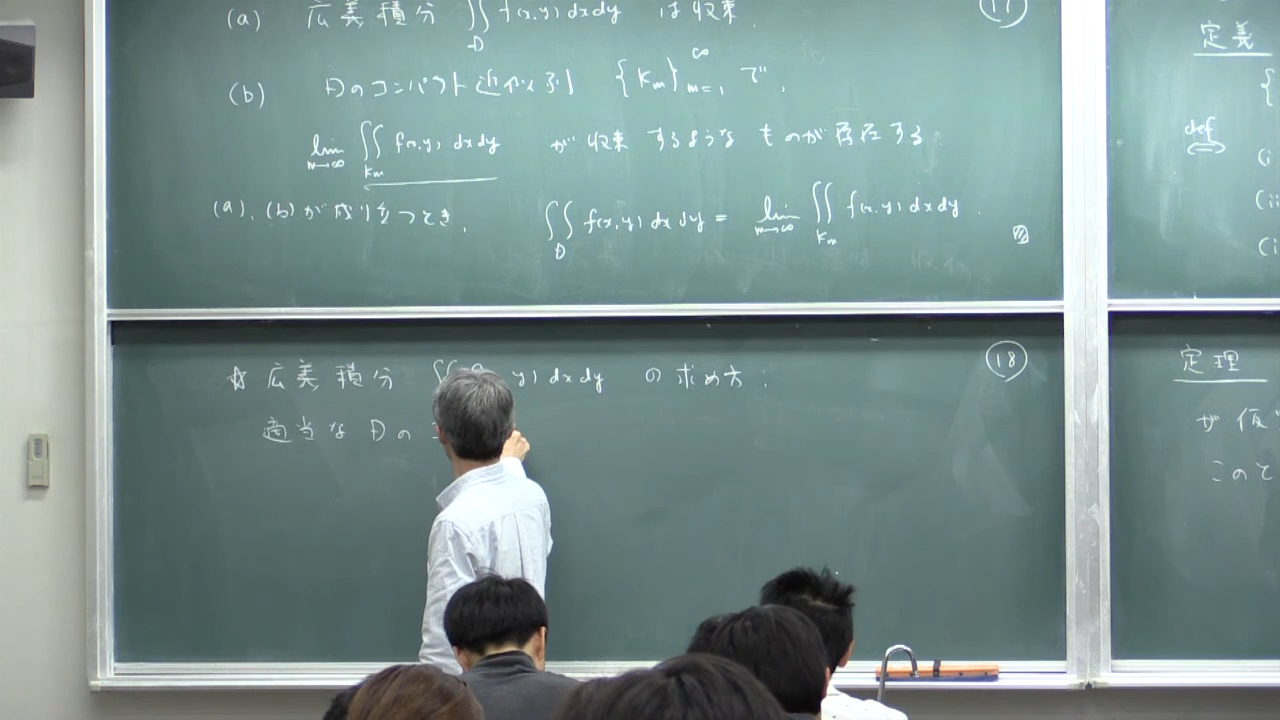 (a) 広義積分 ∬_D f(x,y) dxdy は収束.
(b) Dのコンパクト近似列 {K_m}_{m=1}^∞ で,
lim_{m→∞} ∬_{K_m} f(x,y) dxdy が収束するようなものが存在する.
(a), (b)が成り立つとき, ∬_D f(x,y) dxdy = lim_{m→∞} ∬_{K_m} f(x,y) dxdy.
☆ 広義積分 ∬ y) dxdy の求め方:
適当な Dの
17
18
定義
{
def
⟺
(i
(ii
(i
定理
が仮
このと